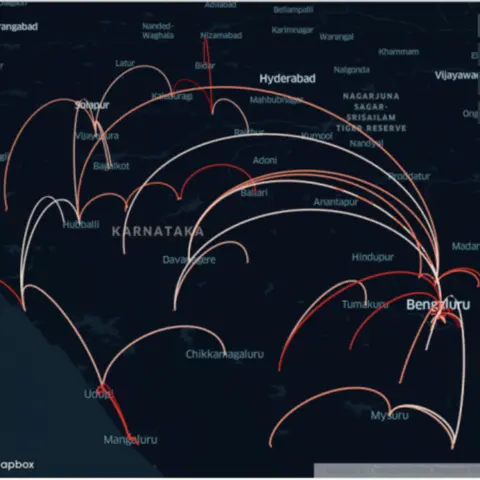 Adilabad
Bellampalli
rangabad
Nanded-
Waghala
Nizamabad
Karimnagar
Warangal
Khammam
Latur
Bidar
Nalgonda
Hyderabad
Vijayawa
Kalaburagi
Mahbubnagar
NAGARJUNA
SAGAR-
SRISAILAM
TIGER RESERVE
Solapur
Ong
Vijayapura
Raichur
Kurnool
Nandyal
Bagalkot
Adoni
Proddatur
Ballari
Anantapur
Hubballi
KARNATAKA
Madan
Davanagere
Hindupur
Tumakuru
Bengaluru
Chikkamagaluru
Udupi
Mysuru
Mangaluru
apbox